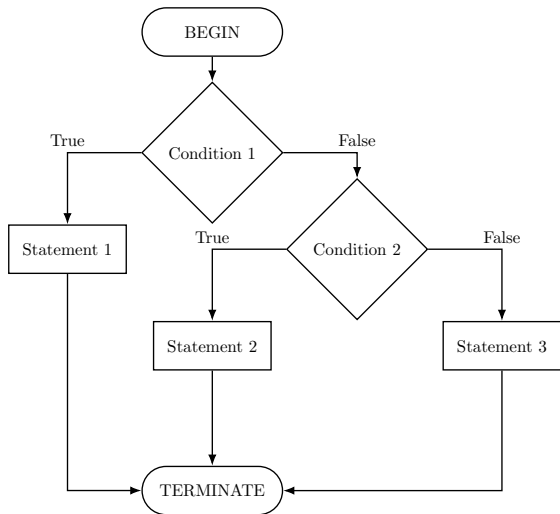 BEGIN
Condition 1
True
False
Statement 1
Condition 2
True
False
Statement 2
Statement 3
TERMINATE